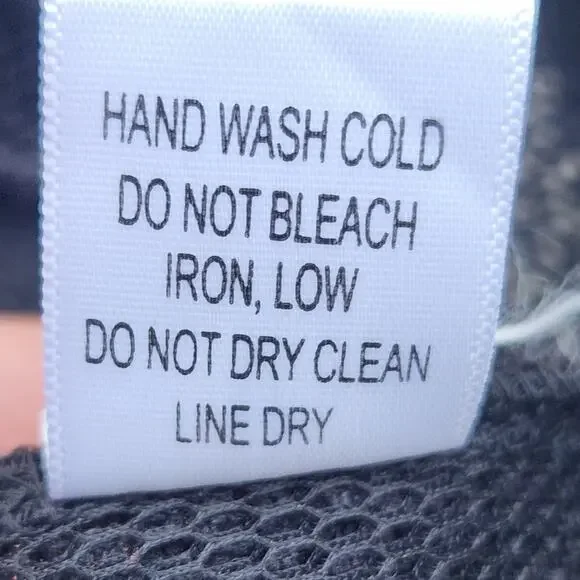 HAND WASH COLD
DO NOT BLEACH
IRON, LOW
DO NOT DRY CLEAN
LINE DRY